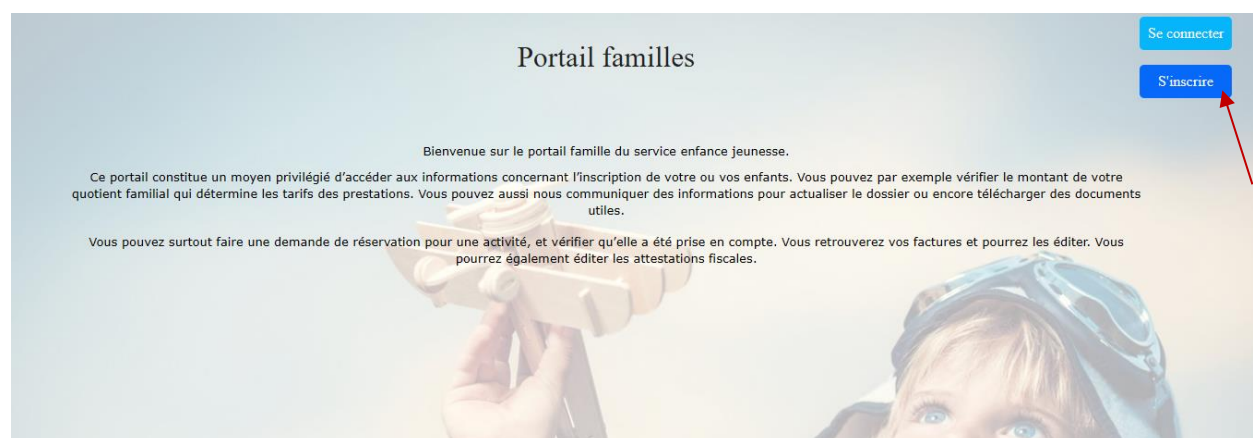 Se connecter
Portail familles
S'inscrire
Bienvenue sur le portail famille du service enfance jeunesse.
Ce portail constitue un moyen privilégié d’accéder aux informations concernant l’inscription de votre ou vos enfants. Vous pouvez par exemple vérifier le montant de votre
quotient familial qui détermine les tarifs des prestations. Vous pouvez aussi nous communiquer des informations pour actualiser le dossier ou encore télécharger des documents
utiles.
Vous pouvez surtout faire une demande de réservation pour une activité, et vérifier qu’elle a été prise en compte. Vous retrouverez vos factures et pourrez les éditer. Vous
pourrez également éditer les attestations fiscales.